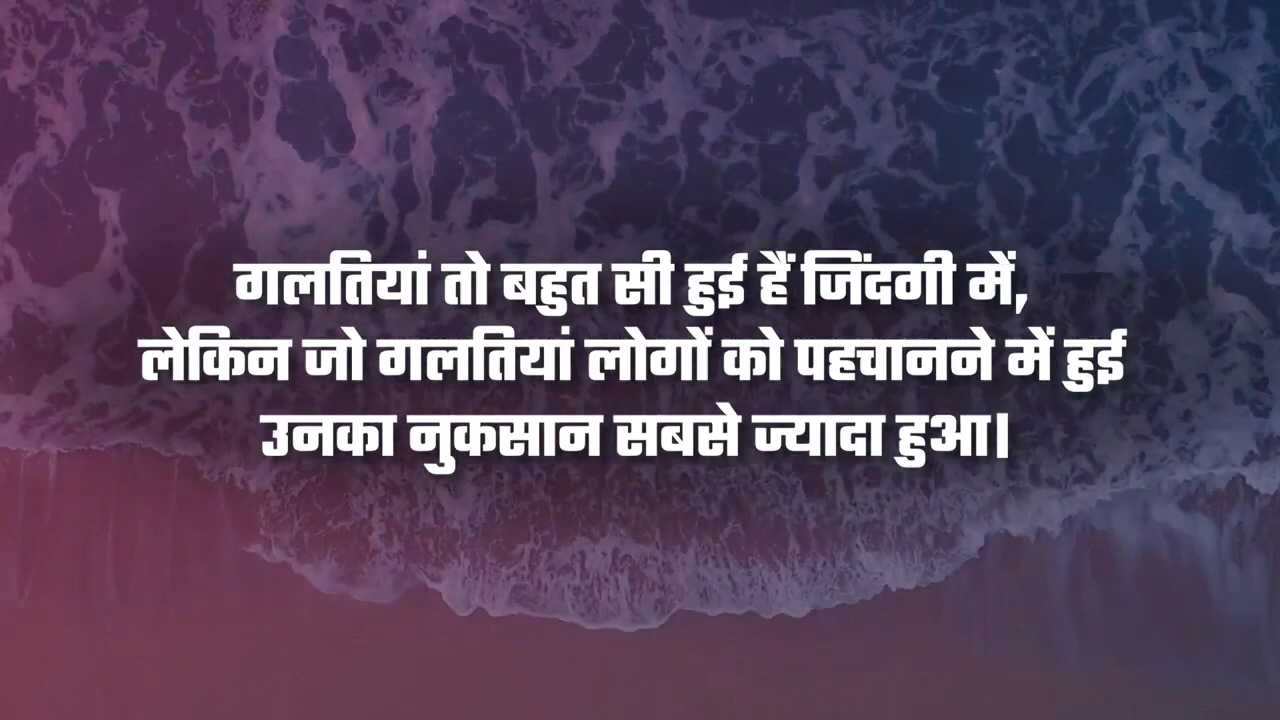 गलतियां तो बहुत सी हुई हैं जिंदगी में,
लेकिन जो गलतियां लोगों को पहचानने में हुई
उनका नुकसान सबसे ज्यादा हुआ।